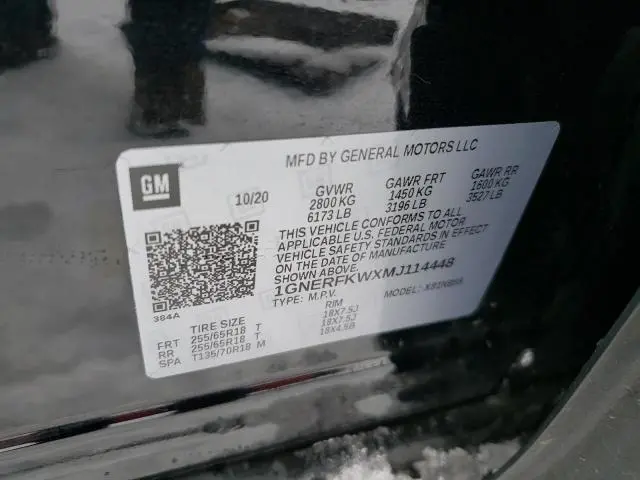 MFD BY GENERAL MOTORS LLC
GM
10/20
GVWR GAWR FRT GAWR RR
2800 KG 1450 KG 1600 KG
6173 LB 3196 LB 3527 LB
THIS VEHICLE CONFORMS TO ALL
APPLICABLE U.S. FEDERAL MOTOR
VEHICLE SAFETY STANDARDS IN EFFECT
ON THE DATE OF MANUFACTURE
SHOWN ABOVE.
1GNERFKWXMJ114448
TYPE: M.P.V. MODEL:
384A
TIRE SIZE RIM
FRT 255/65R18 T 18X7.5J
RR 255/65R18 T 18X7.5J
SPA T135/70R18 M 18X4.5B